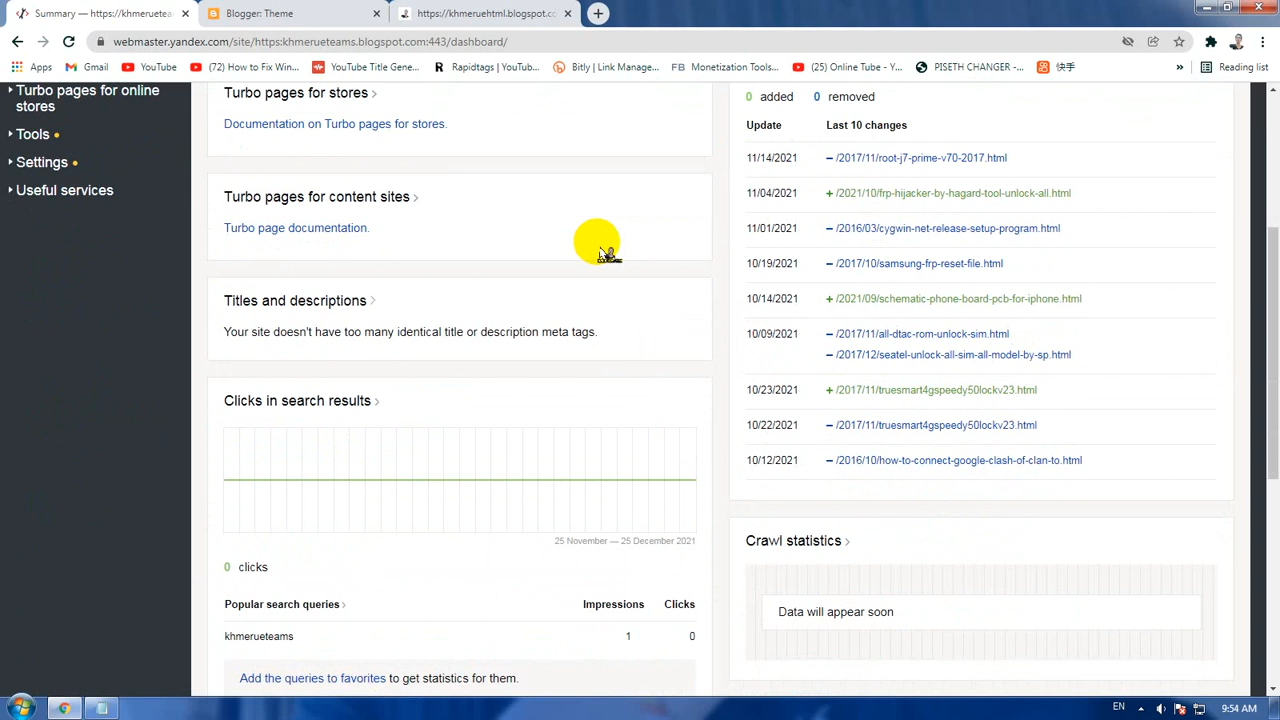 Summary — https://khmerueteams
Blogger: Theme
https://khmeruehtml.blogspot.co
webmaster.yandex.com/site/https:khmerueteams.blogspot.com:443/dashboard/
Apps
Gmail
YouTube
(72) How to Fix Win...
YouTube Title Gene...
Rapidtags | YouTub...
Bitly | Link Manage...
FB Monetization Tools...
(25) Online Tube - Y...
PISETH CHANGER -...
快手
»
Reading list
Turbo pages for online
stores
Tools
Settings
Useful services
Turbo pages for stores ›
Documentation on Turbo pages for stores.
Turbo pages for content sites ›
Turbo page documentation.
Titles and descriptions ›
Your site doesn't have too many identical title or description meta tags.
Clicks in search results ›
25 November — 25 December 2021
0 clicks
Popular search queries › Impressions Clicks
khmerueteams 1 0
Add the queries to favorites to get statistics for them.
0 added 0 removed
Update Last 10 changes
11/14/2021 − /2017/11/root-j7-prime-v70-2017.html
11/04/2021 + /2021/10/frp-hijacker-by-hagard-tool-unlock-all.html
11/01/2021 − /2016/03/cygwin-net-release-setup-program.html
10/19/2021 − /2017/10/samsung-frp-reset-file.html
10/14/2021 + /2021/09/schematic-phone-board-pcb-for-iphone.html
10/09/2021 − /2017/11/all-dtac-rom-unlock-sim.html
− /2017/12/seatel-unlock-all-sim-all-model-by-sp.html
10/23/2021 + /2017/11/truesmart4gspeedy50lockv23.html
10/22/2021 − /2017/11/truesmart4gspeedy50lockv23.html
10/12/2021 − /2016/10/how-to-connect-google-clash-of-clan-to.html
Crawl statistics ›
Data will appear soon
EN
9:54 AM